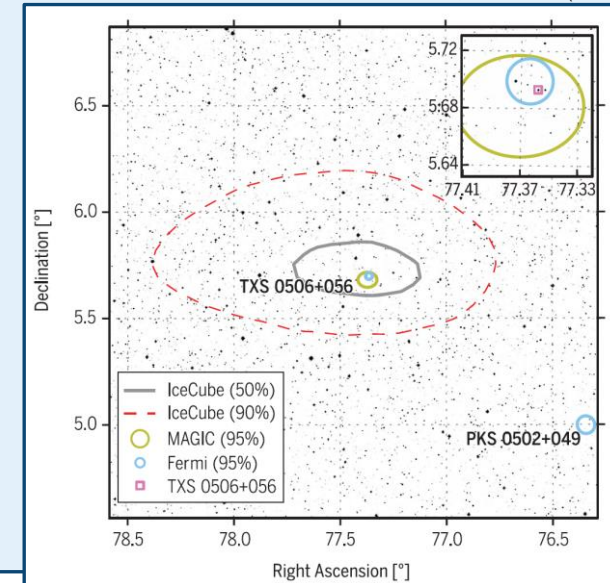 5.72
5.68
5.64
77.41
77.37
77.33
6.5
6.0
5.5
5.0
Declination [°]
TXS 0506+056
PKS 0502+049
IceCube (50%)
IceCube (90%)
MAGIC (95%)
Fermi (95%)
TXS 0506+056
78.5
78.0
77.5
77.0
76.5
Right Ascension [°]